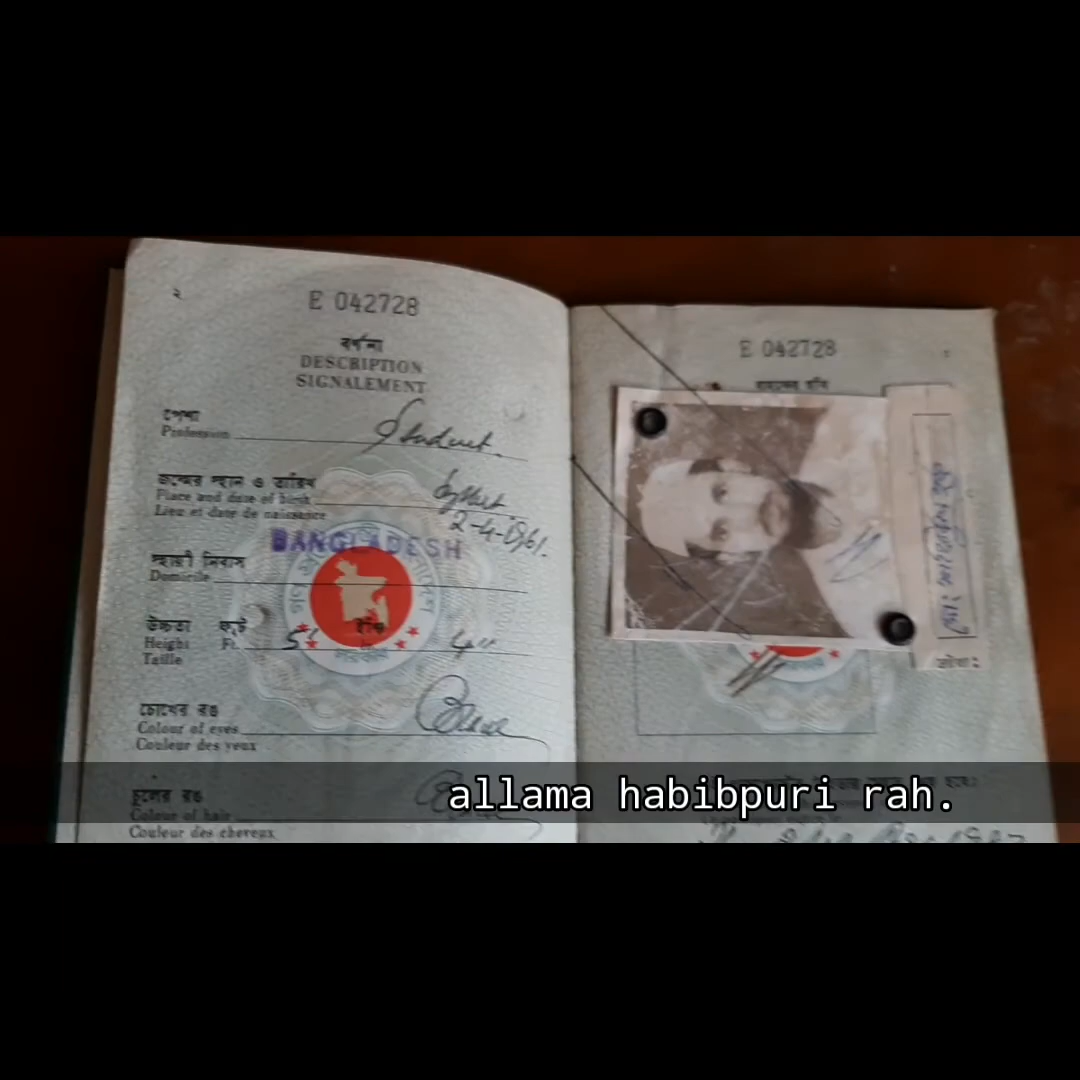 ২
E 042728
বর্ণনা
DESCRIPTION
SIGNALEMENT
পেশা
Profession
Student.
জন্মের স্থান ও তারিখ
Place and date of birth
Sylhet
Lieu et date de naissance
2-4-1961.
BANGLADESH
স্থায়ী নিবাস
Domicile
উচ্চতা ফুট ইঞ্চি
Height Ft. 5' 4"
Taille
চোখের রঙ
Colour of eyes
Couleur des yeux
চুলের রঙ
Colour of hair
Couleur des cheveux
E 042728
allama habibpuri rah.